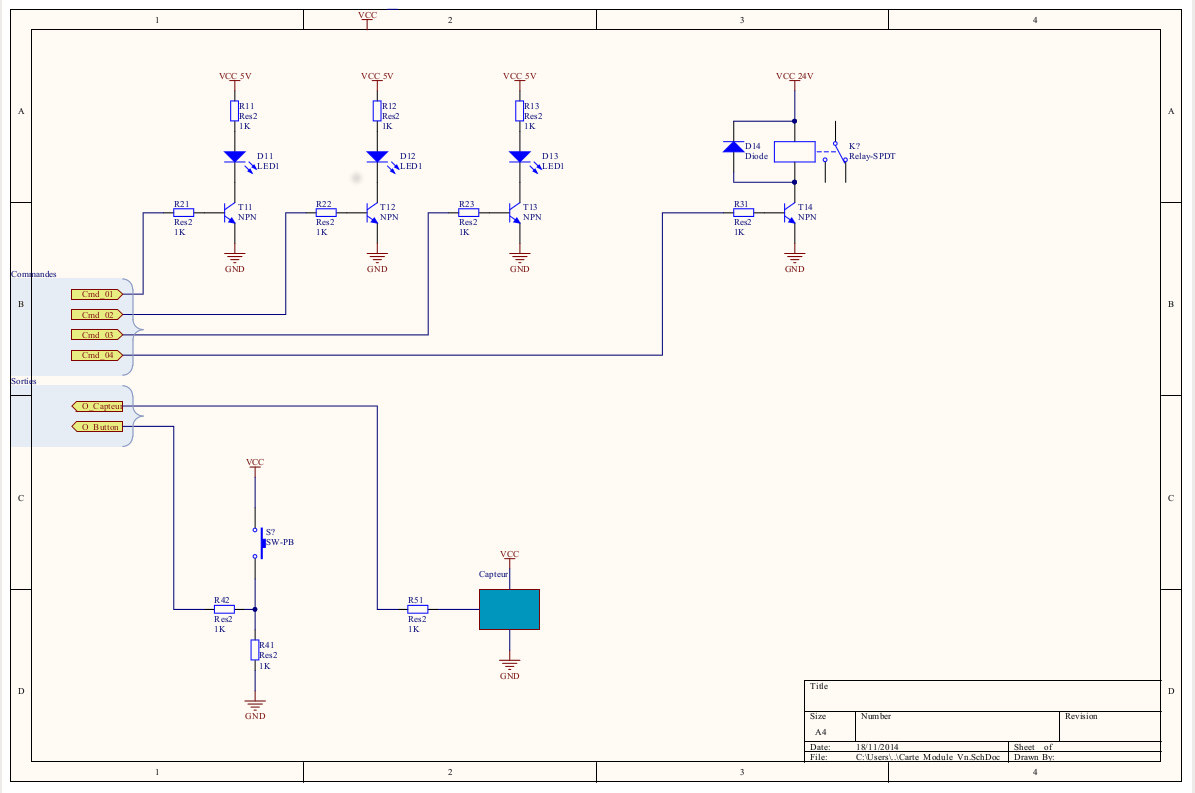 1
VCC
2
3
4
VCC 5V
VCC 5V
VCC 5V
VCC 24V
A
A
R11
Res2
1K
R12
Res2
1K
R13
Res2
1K
D11
LED1
D12
LED1
D13
LED1
D14
Diode
K?
Relay-SPDT
R21
Res2
1K
T11
NPN
R22
Res2
1K
T12
NPN
R23
Res2
1K
T13
NPN
R31
Res2
1K
T14
NPN
GND
GND
GND
GND
Commandes
B
B
Cmd_01
Cmd_02
Cmd_03
Cmd_04
Sorties
O_Capteur
O_Button
VCC
C
C
S?
SW-PB
VCC
Capteur
R42
Res2
1K
R51
Res2
1K
R41
Res2
1K
GND
GND
D
D
Title
Size
Number
Revision
A4
Date:
18/11/2014
Sheet of
File:
C:\Users\..\Carte Module Vn.SchDoc
Drawn By:
1
2
3
4